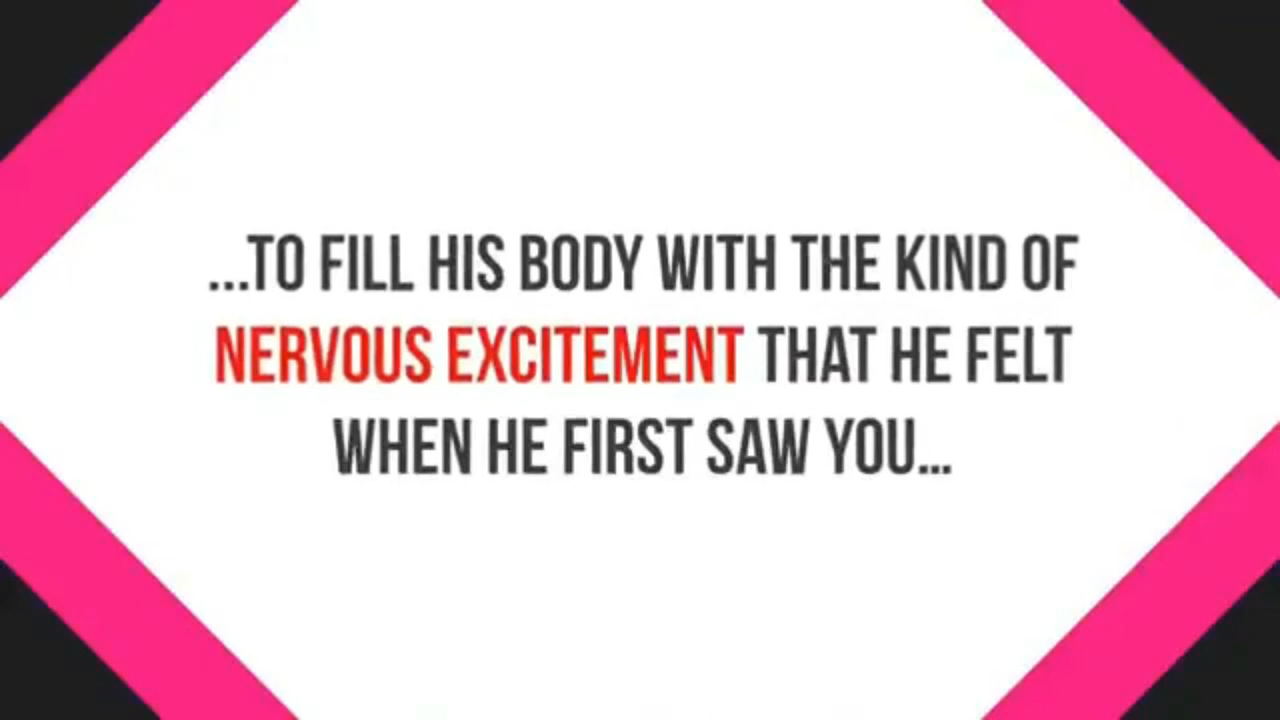 ...TO FILL HIS BODY WITH THE KIND OF
NERVOUS EXCITEMENT THAT HE FELT
WHEN HE FIRST SAW YOU...